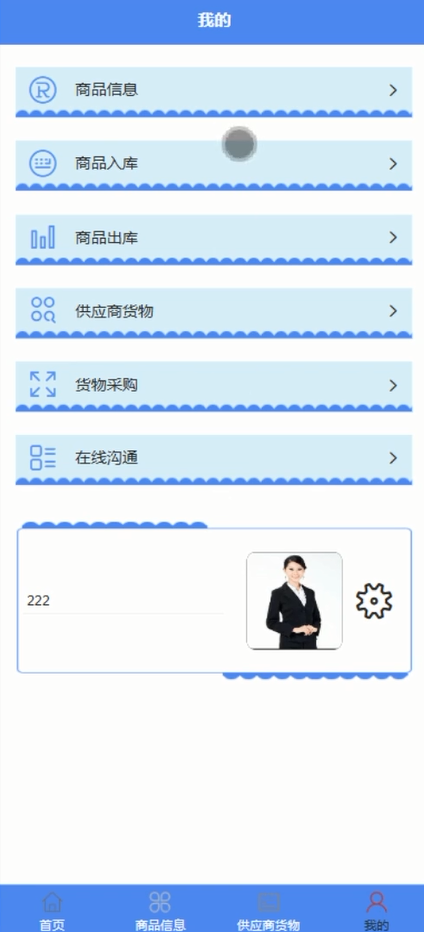 我的
商品信息
商品入库
商品出库
供应商货物
货物采购
在线沟通
222
首页 商品信息 供应商货物 我的